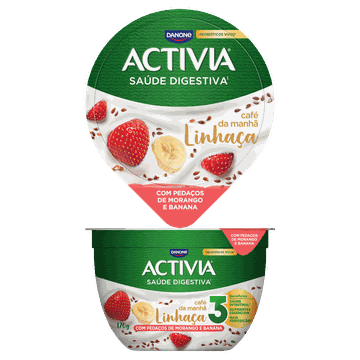 DANONE
ACTIVIA
SAÚDE DIGESTIVA
café
da manhã
Linhaça
COM PEDAÇOS
DE MORANGO
E BANANA
COM PEDAÇOS
DE MORANGO
E BANANA
DANONE
ACTIVIA
SAÚDE DIGESTIVA
café
da manhã
Linhaça
3
170g
COM PEDAÇOS DE MORANGO E BANANA